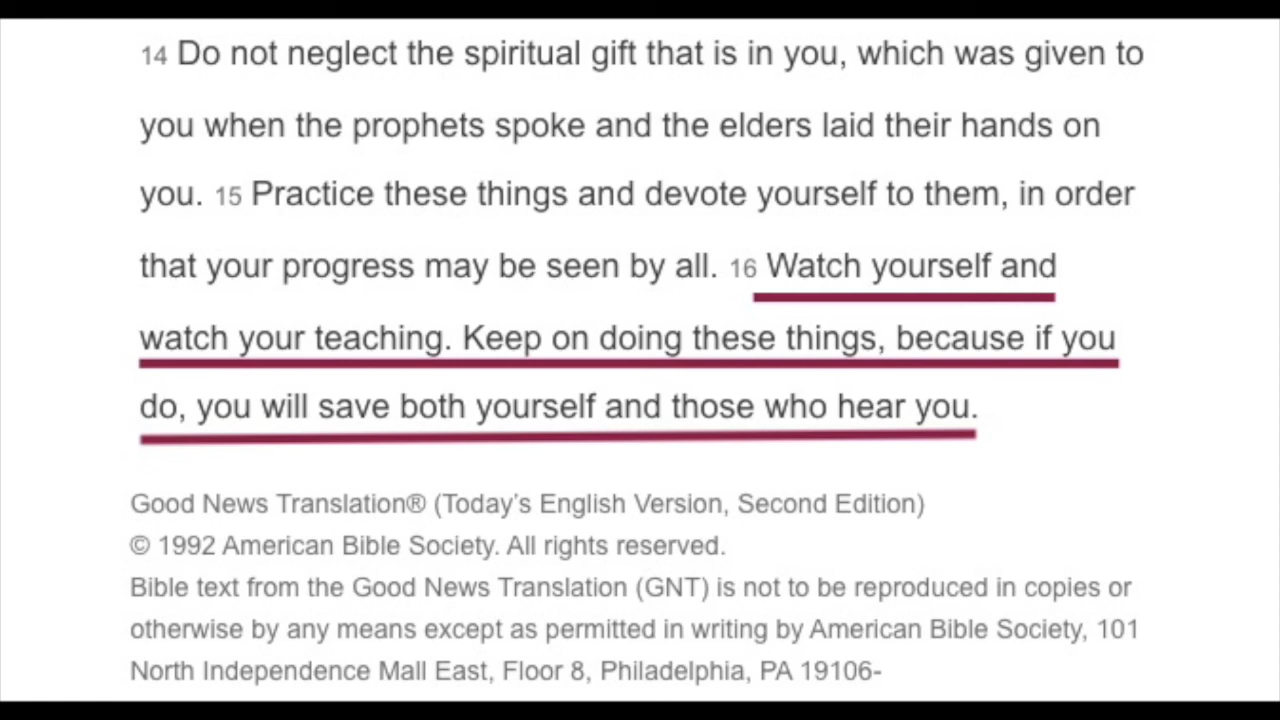 14 Do not neglect the spiritual gift that is in you, which was given to
you when the prophets spoke and the elders laid their hands on
you. 15 Practice these things and devote yourself to them, in order
that your progress may be seen by all. 16 Watch yourself and
watch your teaching. Keep on doing these things, because if you
do, you will save both yourself and those who hear you.
Good News Translation® (Today’s English Version, Second Edition)
© 1992 American Bible Society. All rights reserved.
Bible text from the Good News Translation (GNT) is not to be reproduced in copies or
otherwise by any means except as permitted in writing by American Bible Society, 101
North Independence Mall East, Floor 8, Philadelphia, PA 19106-